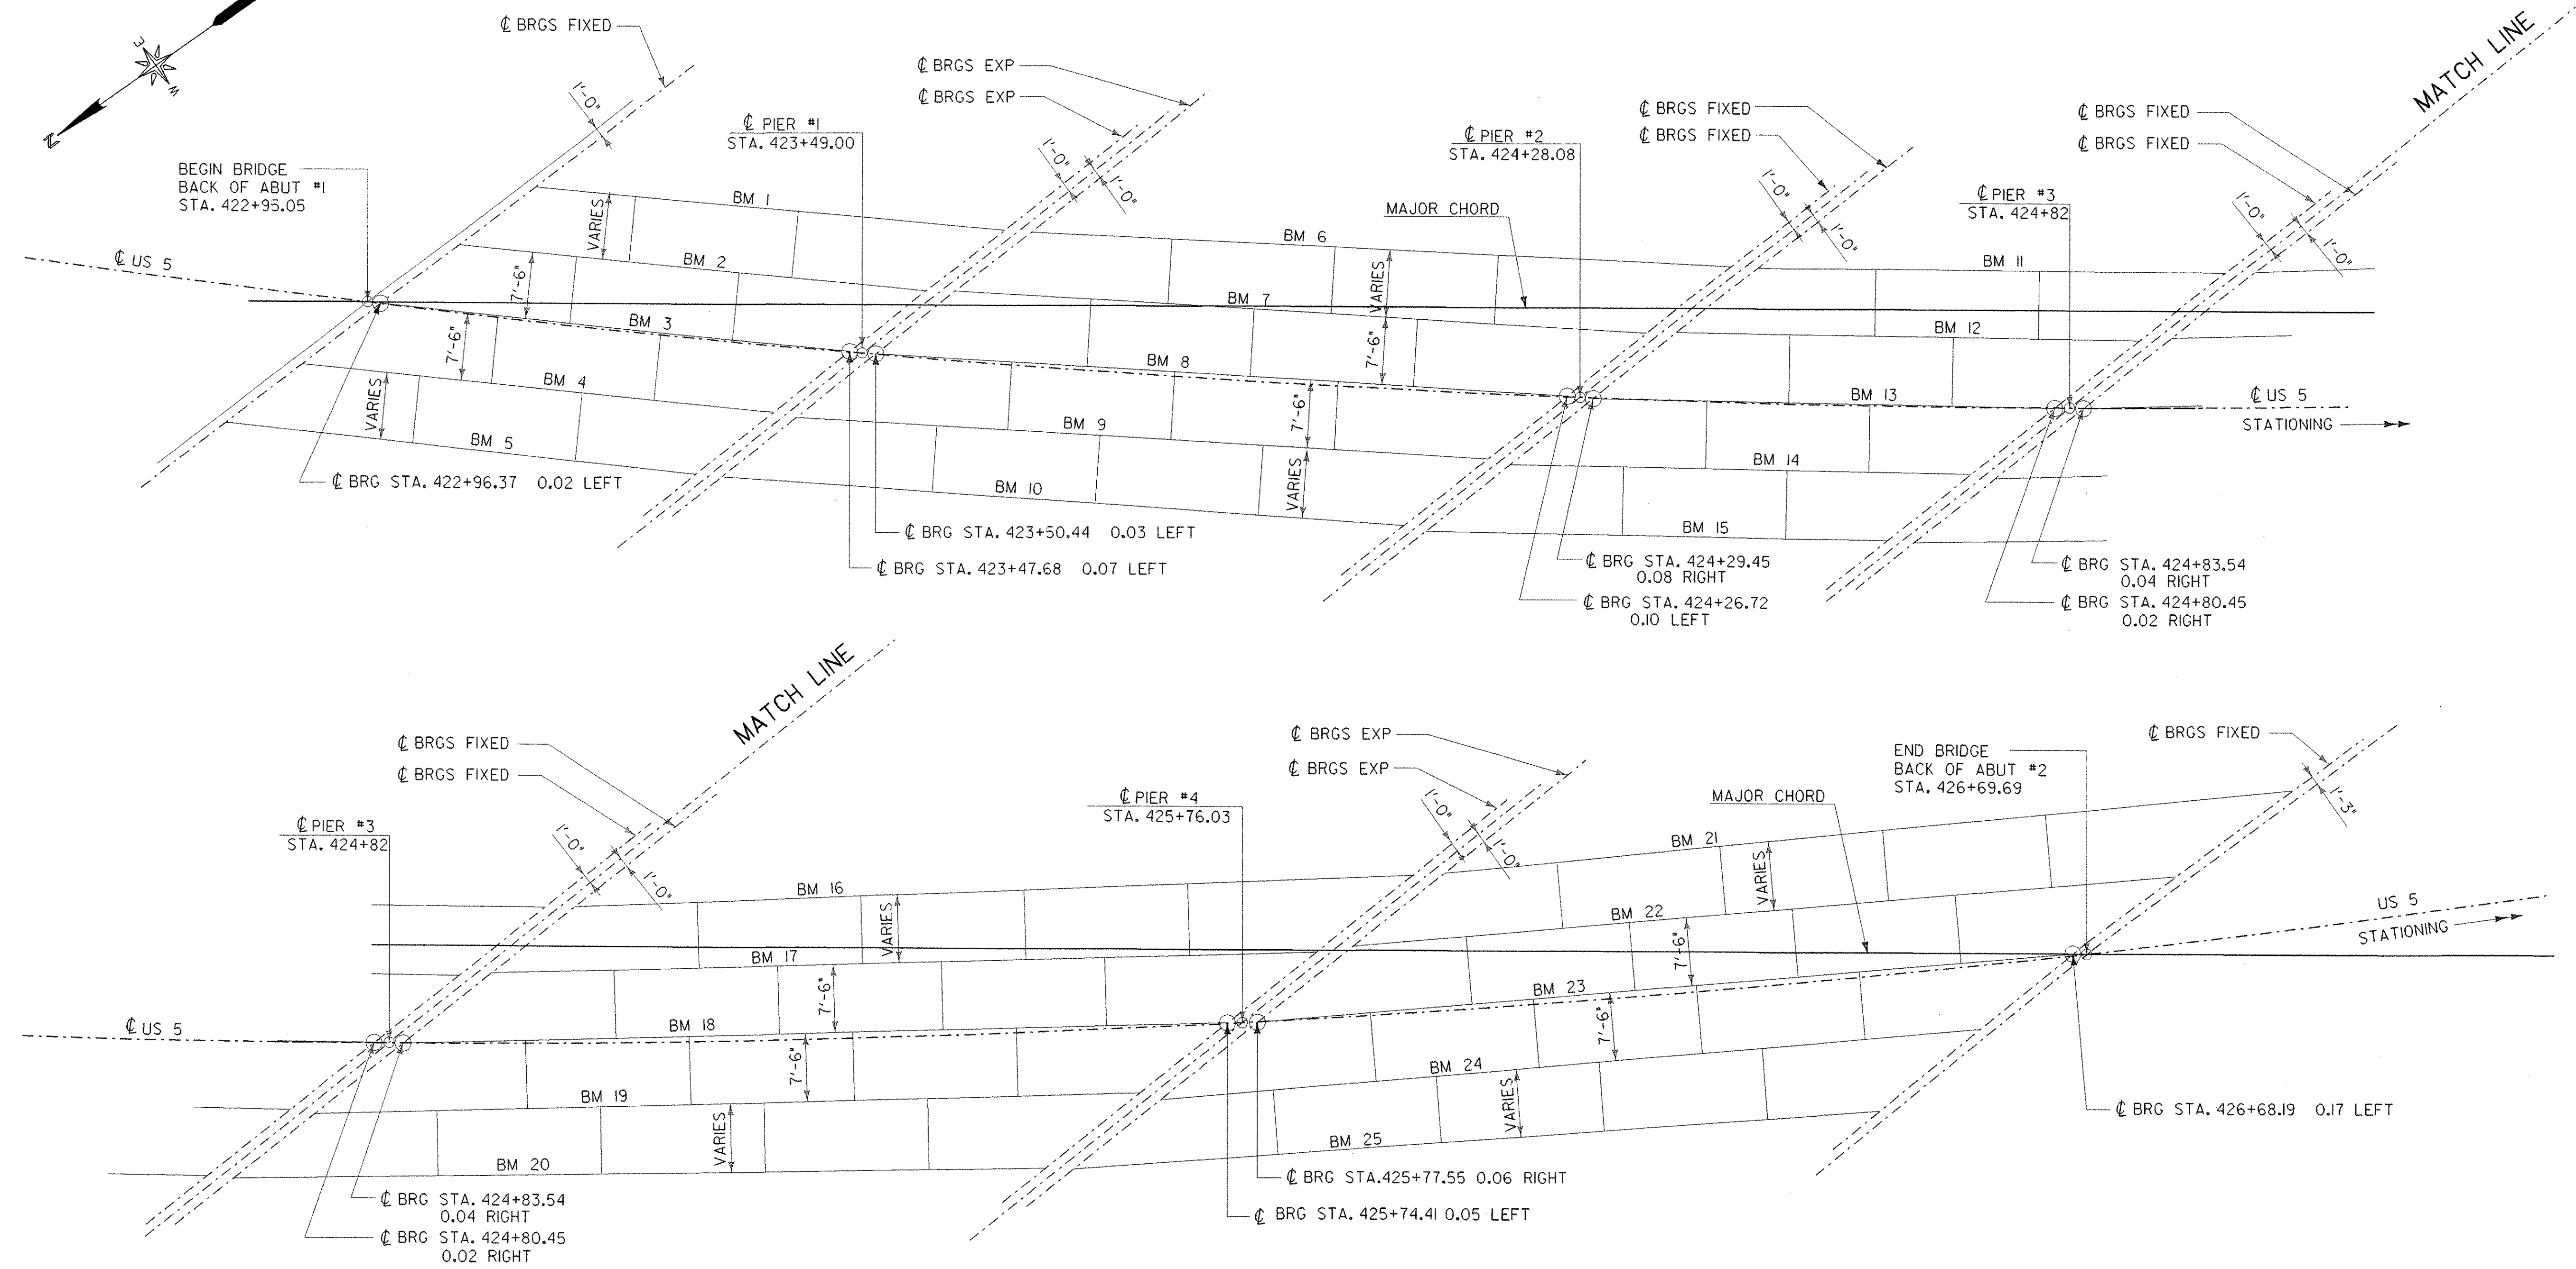 ℄ BRGS FIXED
E
W
Z
1'-0"
BEGIN BRIDGE
BACK OF ABUT #1
STA. 422+95.05
℄ US 5
℄ PIER #1
STA. 423+49.00
℄ BRGS EXP
℄ BRGS EXP
1'-0"
1'-0"
℄ PIER #2
STA. 424+28.08
℄ BRGS FIXED
℄ BRGS FIXED
1'-0"
1'-0"
℄ PIER #3
STA. 424+82
℄ BRGS FIXED
℄ BRGS FIXED
1'-0"
1'-0"
MATCH LINE
MAJOR CHORD
BM 1
BM 2
BM 3
BM 4
BM 5
VARIES
7'-6"
7'-6"
VARIES
BM 6
BM 7
BM 8
BM 9
BM 10
VARIES
7'-6"
7'-6"
VARIES
BM 11
BM 12
BM 13
BM 14
BM 15
℄ US 5
STATIONING
℄ BRG STA. 422+96.37 0.02 LEFT
℄ BRG STA. 423+50.44 0.03 LEFT
℄ BRG STA. 423+47.68 0.07 LEFT
℄ BRG STA. 424+29.45
0.08 RIGHT
℄ BRG STA. 424+26.72
0.10 LEFT
℄ BRG STA. 424+83.54
0.04 RIGHT
℄ BRG STA. 424+80.45
0.02 RIGHT
MATCH LINE
℄ BRGS FIXED
℄ BRGS FIXED
1'-0"
1'-0"
℄ PIER #3
STA. 424+82
℄ US 5
℄ BRGS EXP
℄ BRGS EXP
℄ PIER #4
STA. 425+76.03
1'-0"
1'-0"
MAJOR CHORD
END BRIDGE
BACK OF ABUT #2
STA. 426+69.69
℄ BRGS FIXED
1'-3"
BM 16
BM 17
BM 18
BM 19
BM 20
VARIES
7'-6"
7'-6"
VARIES
BM 21
BM 22
BM 23
BM 24
BM 25
VARIES
7'-6"
7'-6"
VARIES
US 5
STATIONING
℄ BRG STA. 424+83.54
0.04 RIGHT
℄ BRG STA. 424+80.45
0.02 RIGHT
℄ BRG STA.425+77.55 0.06 RIGHT
℄ BRG STA. 425+74.41 0.05 LEFT
℄ BRG STA. 426+68.19 0.17 LEFT